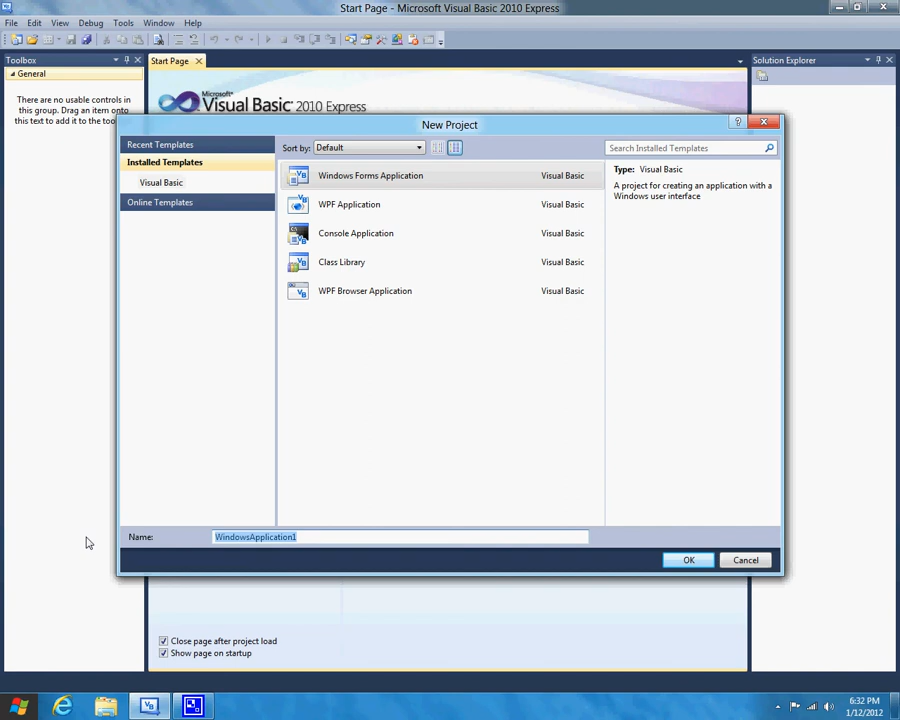 Start Page - Microsoft Visual Basic 2010 Express
File Edit View Debug Tools Window Help
Toolbox
Start Page
Solution Explorer
General
There are no usable controls in
this group. Drag an item onto
this text to add it to the too
Microsoft
Visual Basic 2010 Express
New Project
Recent Templates
Installed Templates
Visual Basic
Online Templates
Sort by: Default
Search Installed Templates
Windows Forms Application Visual Basic
WPF Application Visual Basic
Console Application Visual Basic
Class Library Visual Basic
WPF Browser Application Visual Basic
Type: Visual Basic
A project for creating an application with a
Windows user interface
Name: WindowsApplication1
OK Cancel
Close page after project load
Show page on startup
6:32 PM
1/12/2012